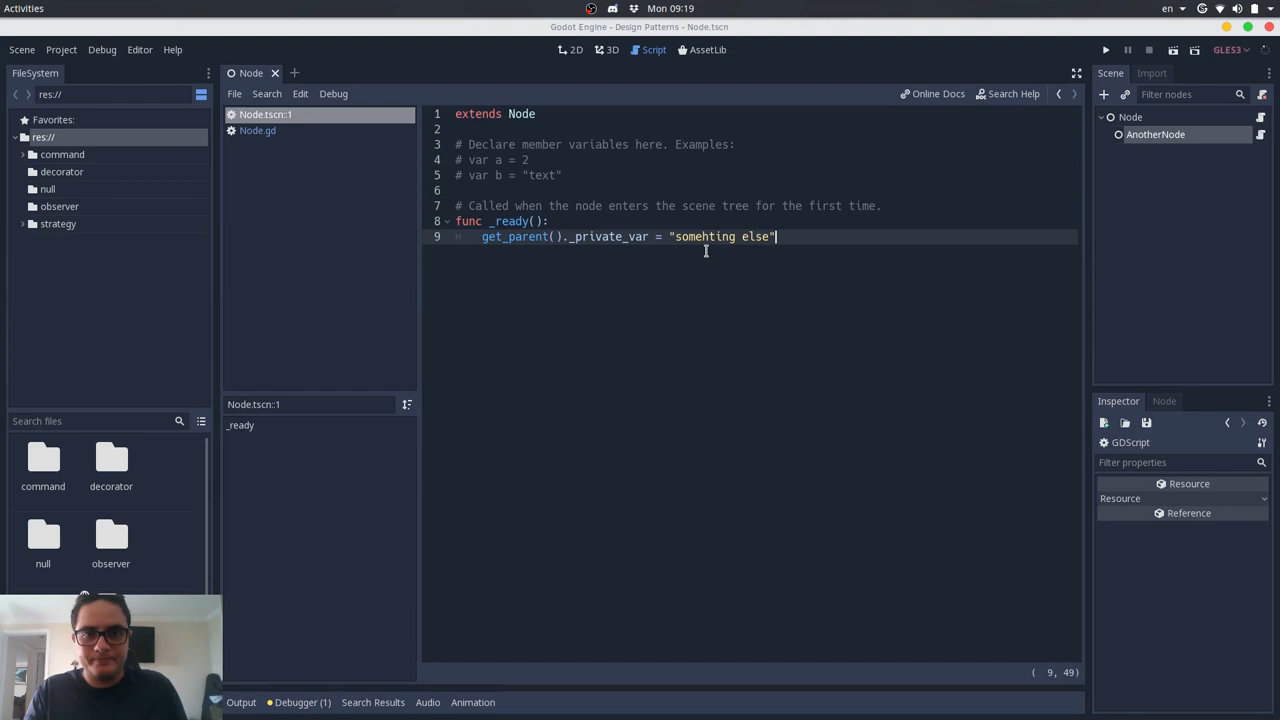 Activities
Mon 09:19
en
Godot Engine - Design Patterns - Node.tscn
Scene Project Debug Editor Help
2D 3D Script AssetLib
GLES3
FileSystem
res://
Favorites:
res://
command
decorator
null
observer
strategy
Search files
command decorator
null observer
Node
File Search Edit Debug
Online Docs Search Help
Node.tscn::1
Node.gd
Node.tscn::1
_ready
1 extends Node
2
3 # Declare member variables here. Examples:
4 # var a = 2
5 # var b = "text"
6
7 # Called when the node enters the scene tree for the first time.
8 func _ready():
9 get_parent()._private_var = "somehting else"
( 9, 49)
Output Debugger (1) Search Results Audio Animation
Scene Import
Filter nodes
Node
AnotherNode
Inspector Node
GDScript
Filter properties
Resource
Resource
Reference